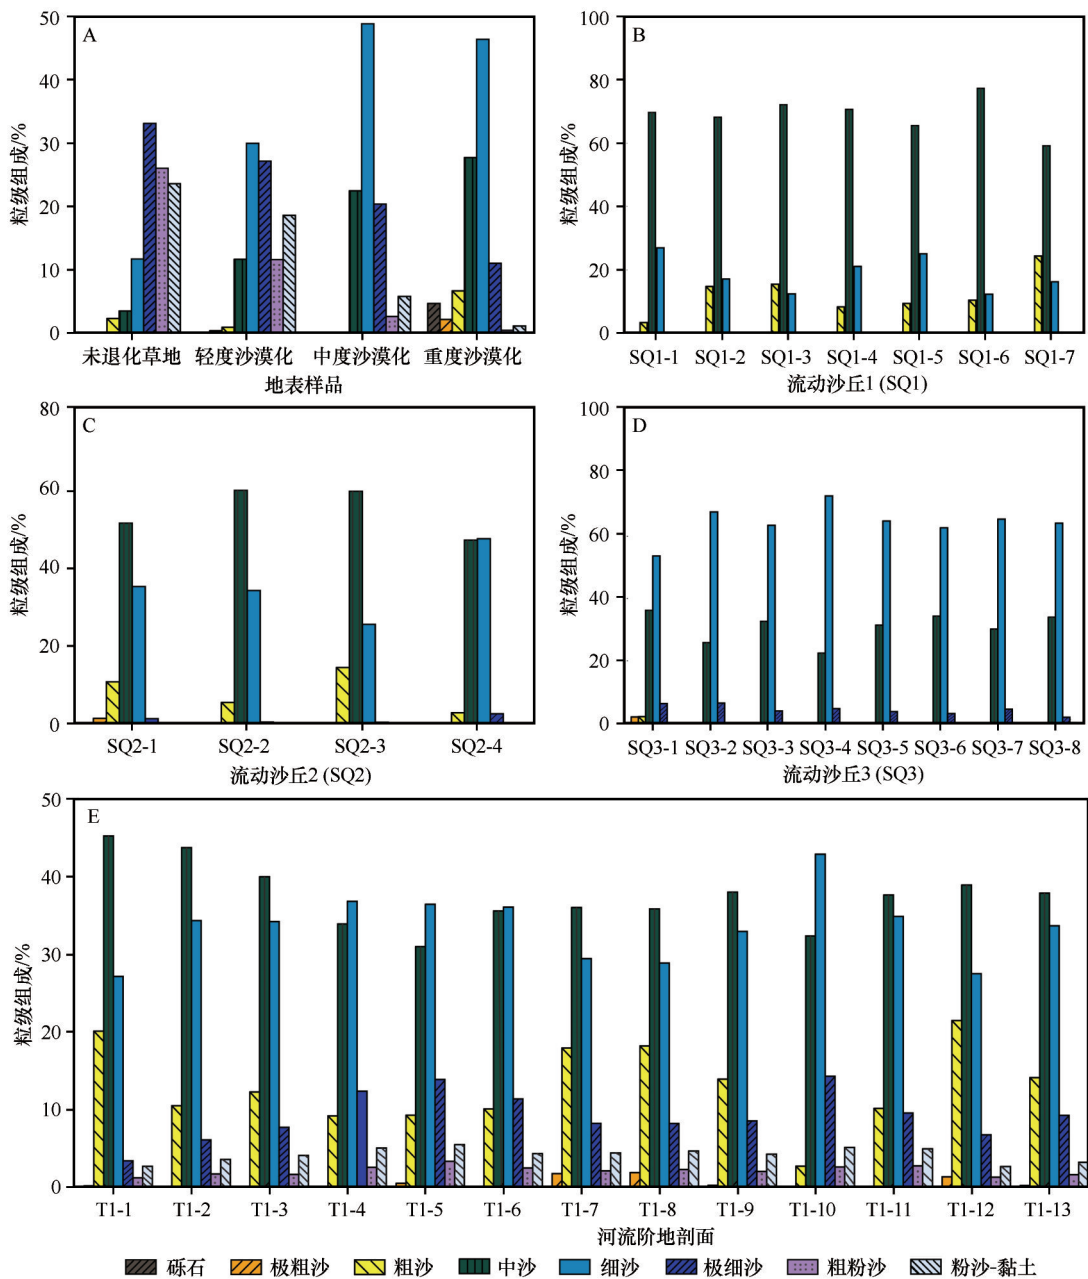 A
粒级组成/%
50
40
30
20
10
0
未退化草地 轻度沙漠化 中度沙漠化 重度沙漠化
地表样品
B
粒级组成/%
100
80
60
40
20
0
SQ1-1 SQ1-2 SQ1-3 SQ1-4 SQ1-5 SQ1-6 SQ1-7
流动沙丘1 (SQ1)
C
粒级组成/%
80
60
40
20
0
SQ2-1 SQ2-2 SQ2-3 SQ2-4
流动沙丘2 (SQ2)
D
粒级组成/%
100
80
60
40
20
0
SQ3-1 SQ3-2 SQ3-3 SQ3-4 SQ3-5 SQ3-6 SQ3-7 SQ3-8
流动沙丘3 (SQ3)
E
粒级组成/%
50
40
30
20
10
0
T1-1 T1-2 T1-3 T1-4 T1-5 T1-6 T1-7 T1-8 T1-9 T1-10 T1-11 T1-12 T1-13
河流阶地剖面
砾石 极粗沙 粗沙 中沙 细沙 极细沙 粗粉沙 粉沙-黏土